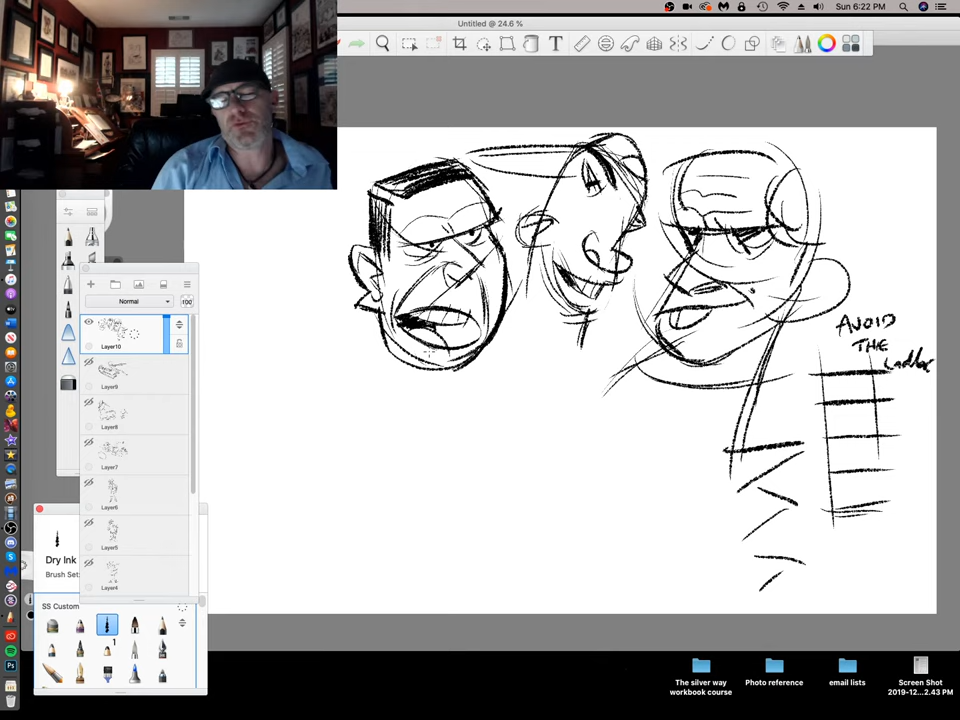 Sun 6:22 PM
Untitled @ 24.6 %
T
A
AVOID
THE
Ladder
Normal
100
Layer10
Layer9
Layer8
Layer7
Layer6
Layer5
Layer4
Dry Ink
Brush Set:
SS Custom
1
Ps
The silver way
workbook course
Photo reference
email lists
Screen Shot
2019-12...2.43 PM